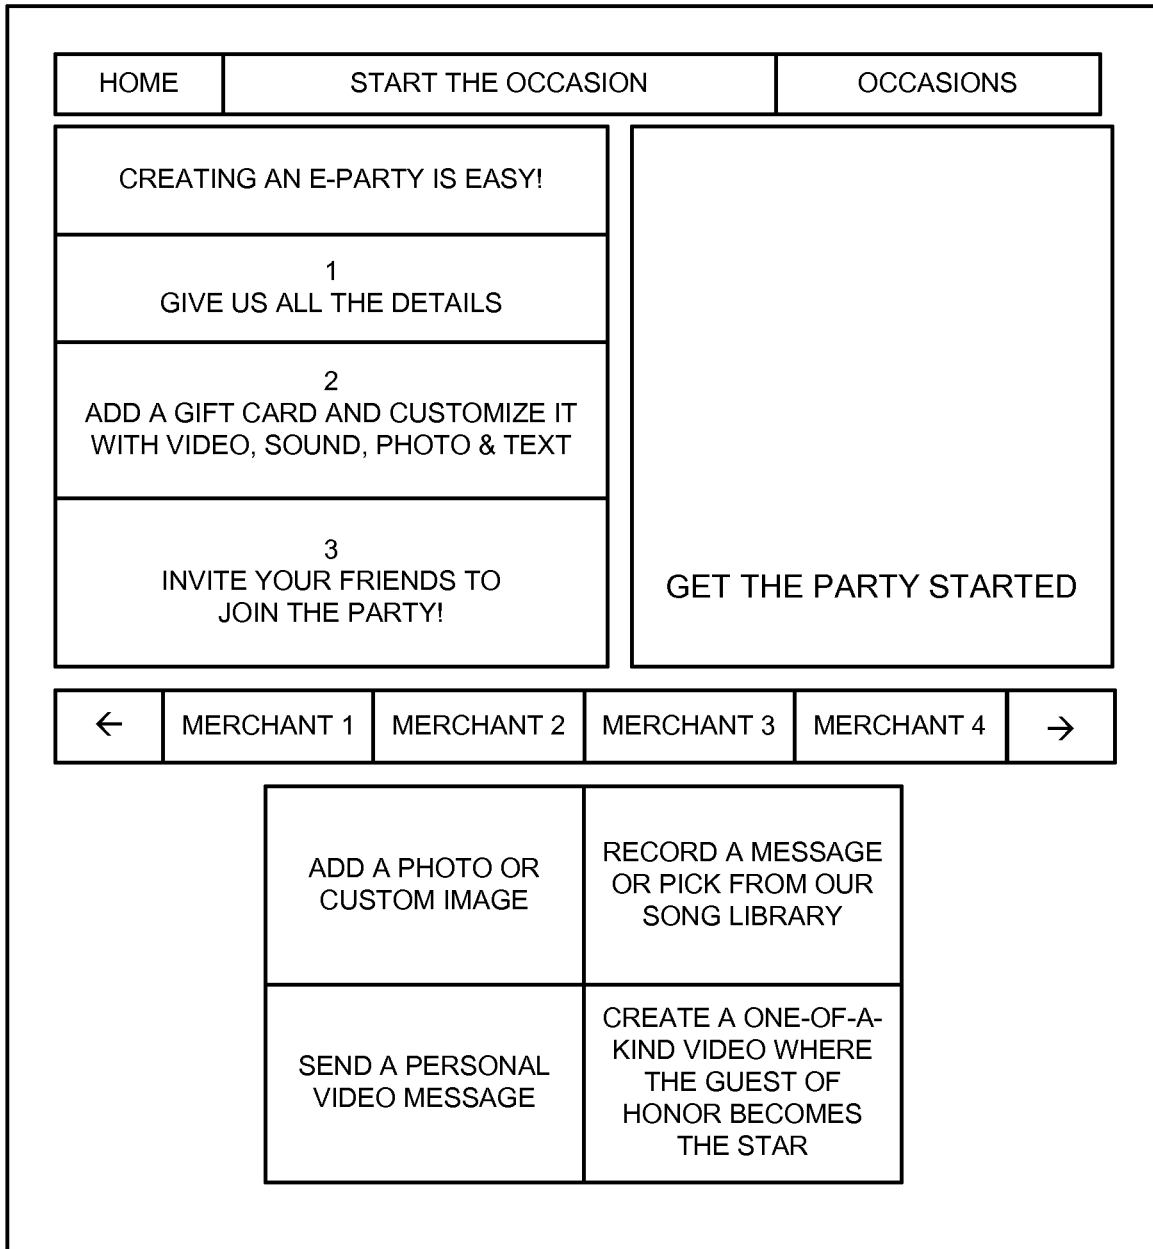 HOME START THE OCCASION OCCASIONS
CREATING AN E-PARTY IS EASY!
1
GIVE US ALL THE DETAILS
2
ADD A GIFT CARD AND CUSTOMIZE IT
WITH VIDEO, SOUND, PHOTO & TEXT
3
INVITE YOUR FRIENDS TO
JOIN THE PARTY!
GET THE PARTY STARTED
← MERCHANT 1 MERCHANT 2 MERCHANT 3 MERCHANT 4 →
ADD A PHOTO OR
CUSTOM IMAGE
RECORD A MESSAGE
OR PICK FROM OUR
SONG LIBRARY
SEND A PERSONAL
VIDEO MESSAGE
CREATE A ONE-OF-A-
KIND VIDEO WHERE
THE GUEST OF
HONOR BECOMES
THE STAR